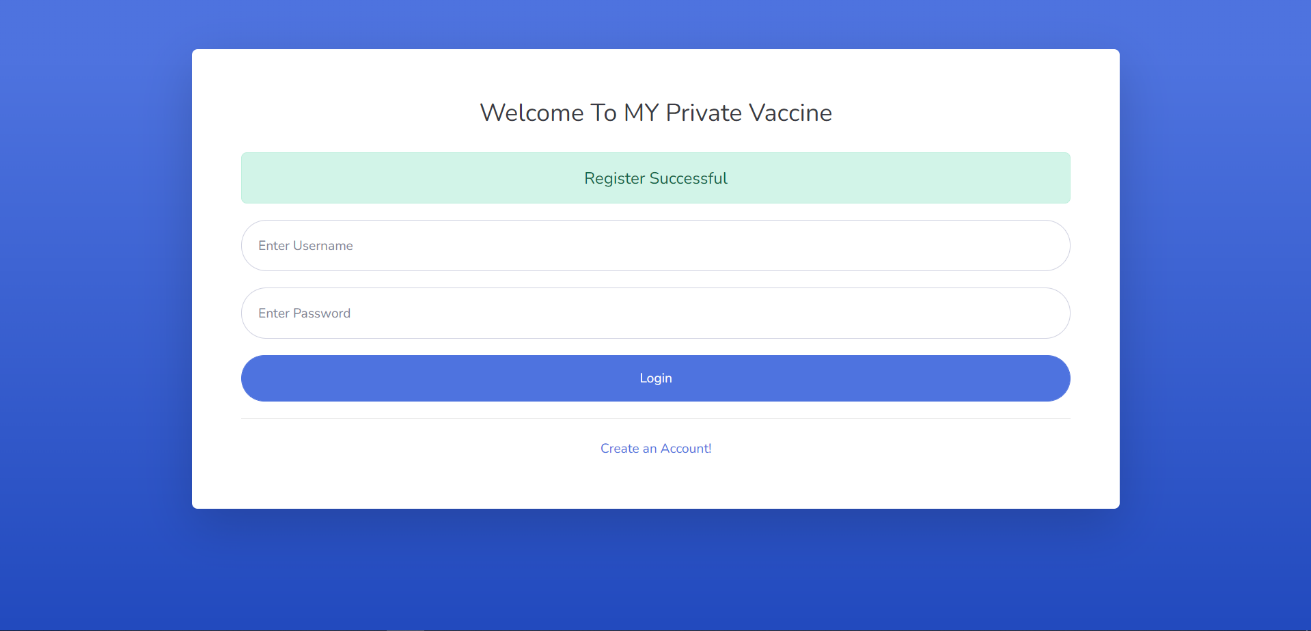 Welcome To MY Private Vaccine
Register Successful
Enter Username
Enter Password
Login
Create an Account!